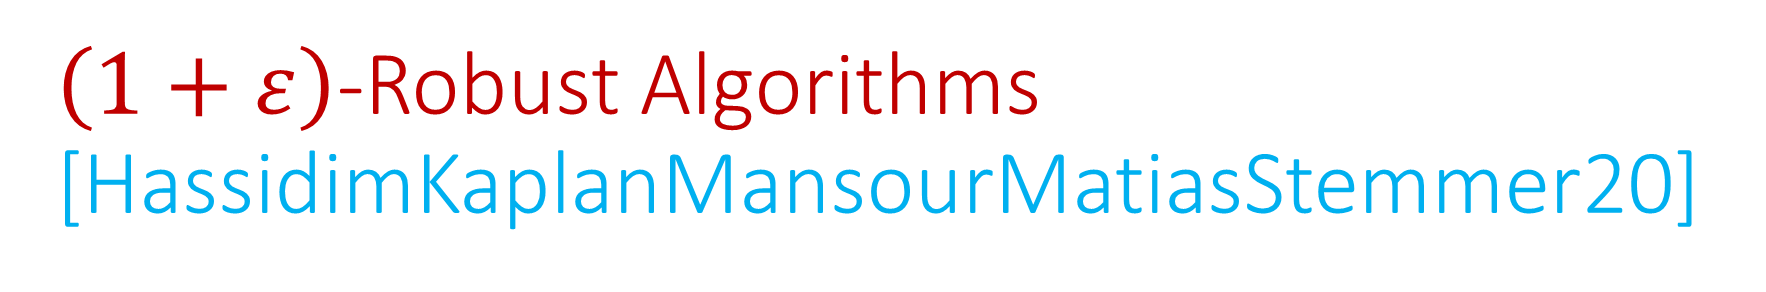 (1 + ε)-Robust Algorithms
[HassidimKaplanMansourMatiasStemmer20]